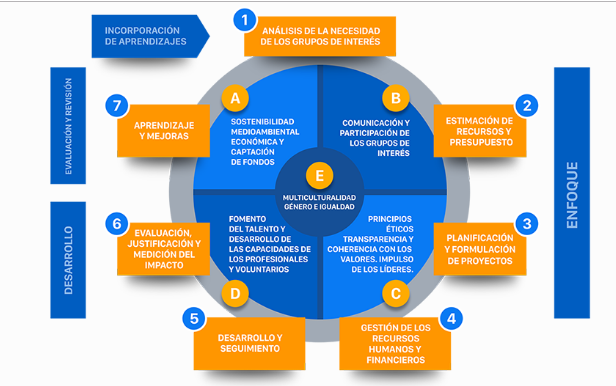 INCORPORACIÓN
DE APRENDIZAJES
1
ANÁLISIS DE LA NECESIDAD
DE LOS GRUPOS DE INTERÉS
EVALUACIÓN Y REVISIÓN
DESARROLLO
ENFOQUE
7
APRENDIZAJE
Y MEJORAS
A
SOSTENIBILIDAD
MEDIOAMBIENTAL
ECONÓMICA Y
CAPTACIÓN
DE FONDOS
B
COMUNICACIÓN Y
PARTICIPACIÓN DE
LOS GRUPOS DE
INTERÉS
2
ESTIMACIÓN DE
RECURSOS Y
PRESUPUESTO
E
MULTICULTURALIDAD
GÉNERO E IGUALDAD
6
EVALUACIÓN,
JUSTIFICACIÓN Y
MEDICIÓN DEL
IMPACTO
FOMENTO
DEL TALENTO Y
DESARROLLO DE
LAS CAPACIDADES DE
LOS PROFESIONALES
Y VOLUNTARIOS
D
PRINCIPIOS
ÉTICOS
TRANSPARENCIA Y
COHERENCIA CON LOS
VALORES. IMPULSO
DE LOS LÍDERES.
C
3
PLANIFICACIÓN
Y FORMULACIÓN
DE PROYECTOS
5
DESARROLLO Y
SEGUIMIENTO
4
GESTIÓN DE LOS
RECURSOS
HUMANOS Y
FINANCIEROS